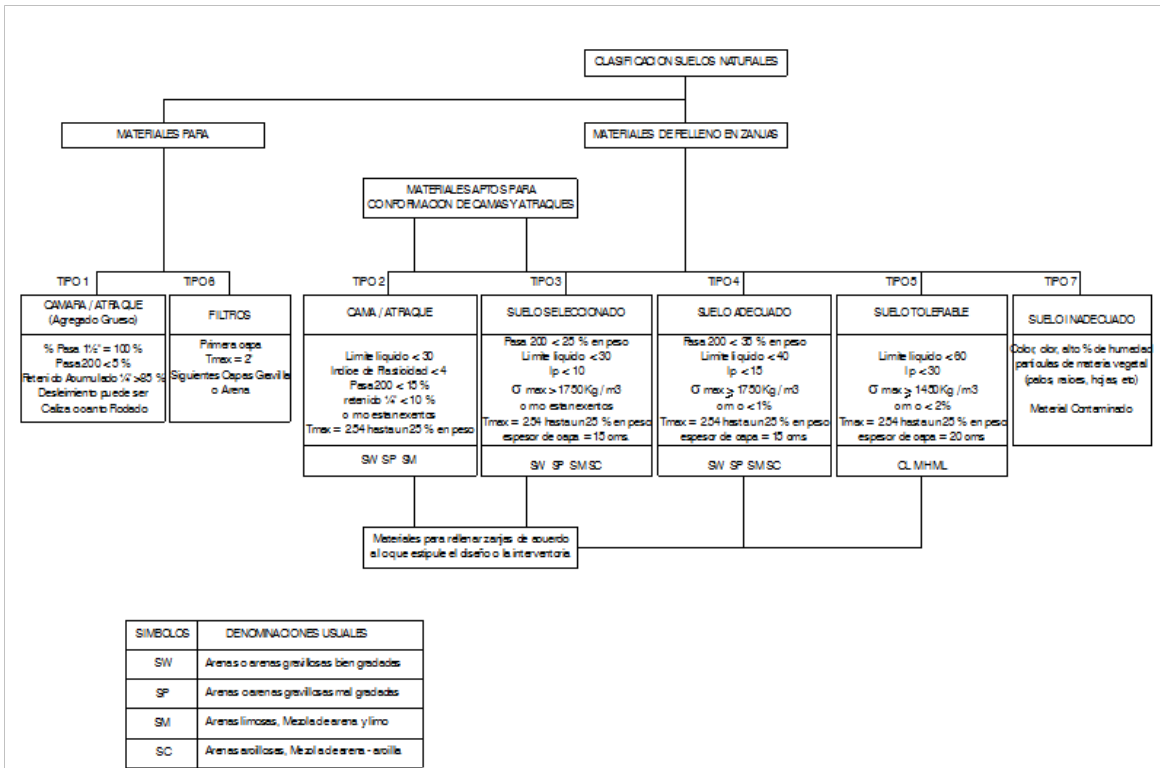 CLASIFICACION SUELOS NATURALES
MATERIALES PARA
MATERIALES DE RELLENO EN ZANJAS
MATERIALES APTOS PARA
CONFORMACION DE CAMAS Y ATRAQUES
TIPO 1
TIPO 6
TIPO 2
TIPO 3
TIPO 4
TIPO 5
TIPO 7
CAMARA / ATRAQUE
(Agregado Grueso)
% Pasa 1½" = 100 %
Pasa 200 < 5 %
Retenido Acumulado ¼" > 85 %
Desleimiento puede ser
Caliza o canto Rodado
FILTROS
Primera capa
Tmax = 2"
Siguientes Capas Gravilla
o Arena
CAMA / ATRAQUE
Limite liquido < 30
Indice de Plasticidad < 4
Pasa 200 < 15 %
retenido ¼" < 10 %
o mo estan exentos
Tmax = 2.54 hasta un 25 % en peso
SW SP SM
SUELO SELECCIONADO
Pasa 200 < 25 % en peso
Limite liquido < 30
Ip < 10
σ max > 1750 Kg / m3
o mo estan exentos
Tmax = 2.54 hasta un 25 % en peso
espesor de capa = 15 cms.
SW SP SM SC
SUELO ADECUADO
Pasa 200 < 35 % en peso
Limite liquido < 40
Ip < 15
σ max ≥ 1750 Kg / m3
o m o < 1%
Tmax = 2.54 hasta un 25 % en peso
espesor de capa = 15 cms.
SW SP SM SC
SUELO TOLERABLE
Limite liquido < 60
Ip < 30
σ max ≥ 1450 Kg / m3
o m o < 2%
Tmax = 2.54 hasta un 25 % en peso
espesor de capa = 20 cms
CL MH ML
SUELO INADECUADO
Color, olor, alto % de humedad
particulas de materia vegetal
(palos, raices, hojas, etc)
Material Contaminado
Materiales para rellenar zanjas de acuerdo
a lo que estipule el diseño o la interventoria
SIMBOLOS DENOMINACIONES USUALES
SW Arenas o arenas gravillosas bien gradadas
SP Arenas o arenas gravillosas mal gradadas
SM Arenas limosas, Mezcla de arena y limo
SC Arenas arcillosas, Mezcla de arena - arcilla